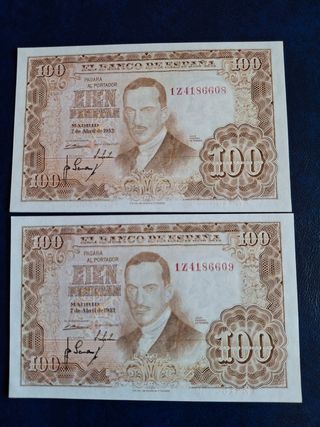 100 EL BANCO DE ESPAÑA 100
PAGARA
AL PORTADOR
1Z4186608
CIEN
PESETAS
MADRID
7 de Abril de 1953
100
100
100 EL BANCO DE ESPAÑA 100
PAGARA
AL PORTADOR
1Z4186609
CIEN
PESETAS
MADRID
7 de Abril de 1953
100
100